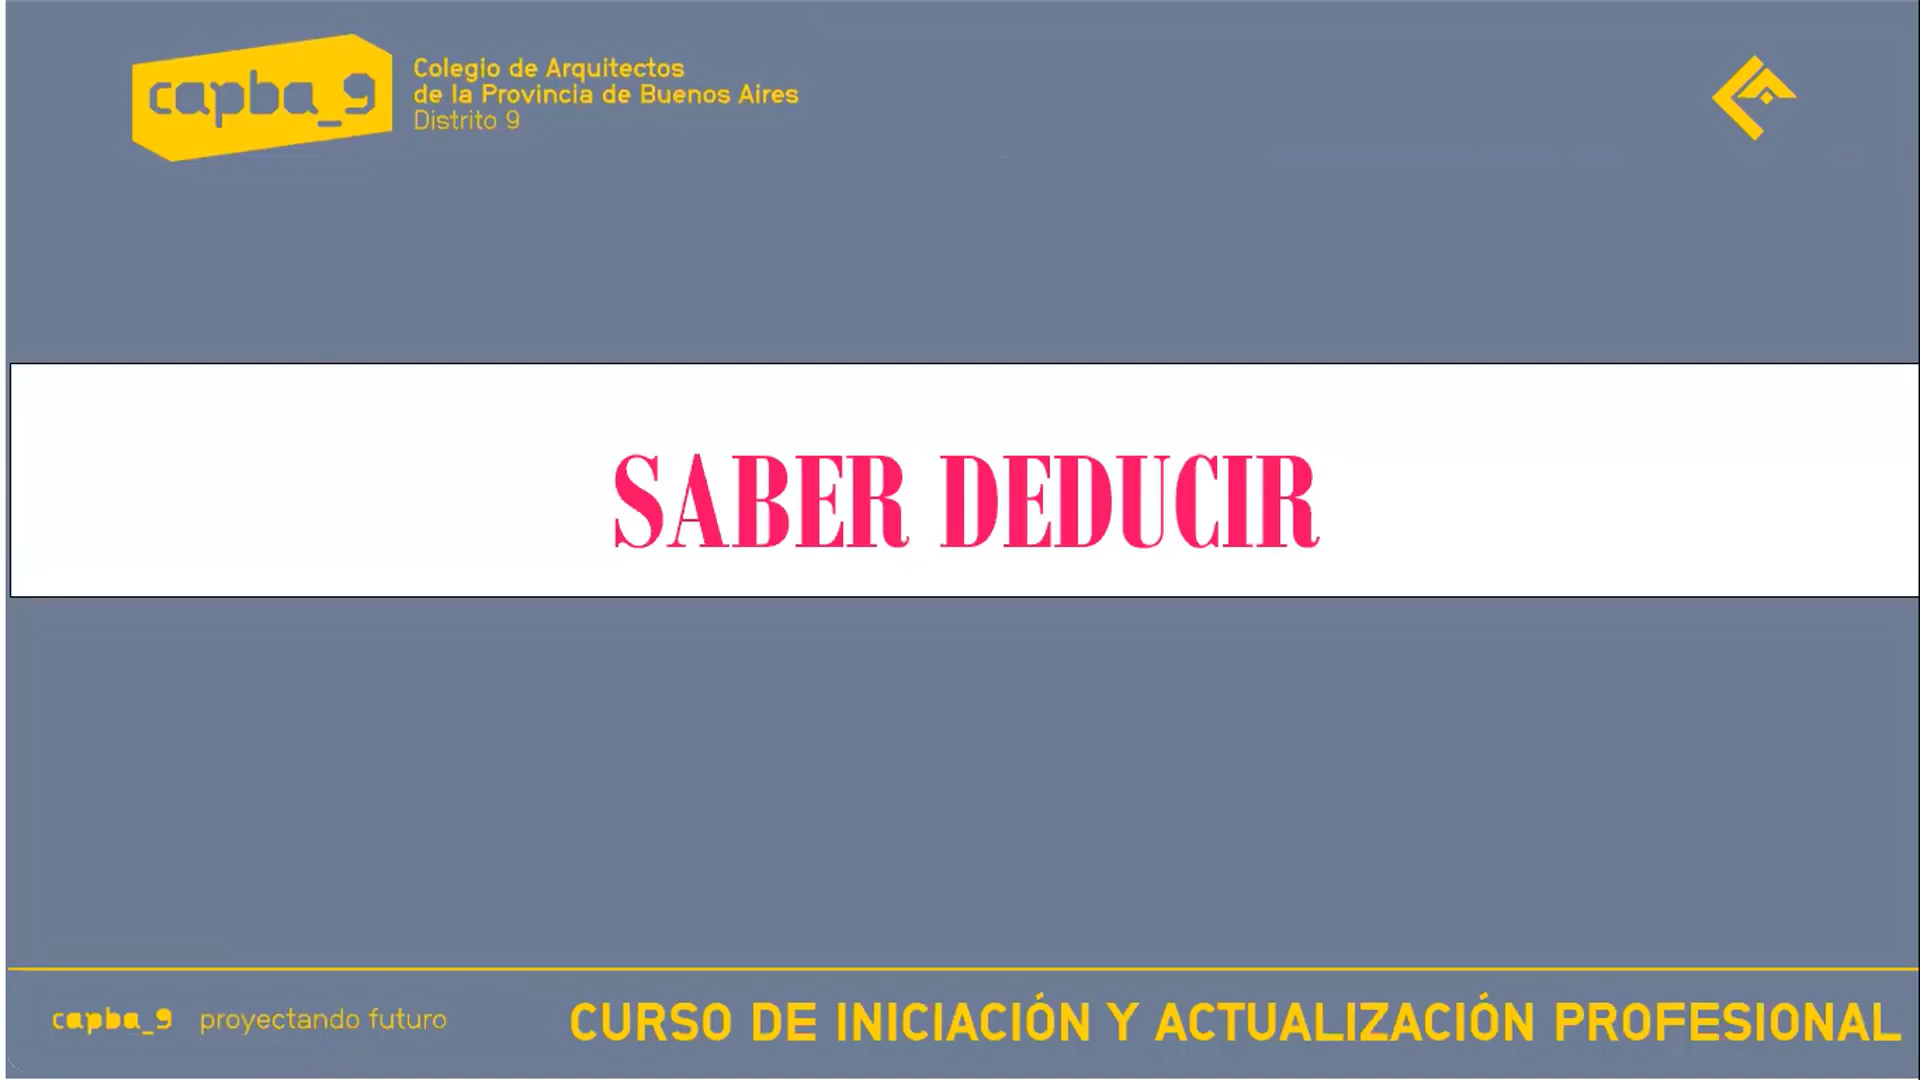 capba_9
Colegio de Arquitectos
de la Provincia de Buenos Aires
Distrito 9
SABER DEDUCIR
capba_9 proyectando futuro
CURSO DE INICIACIÓN Y ACTUALIZACIÓN PROFESIONAL